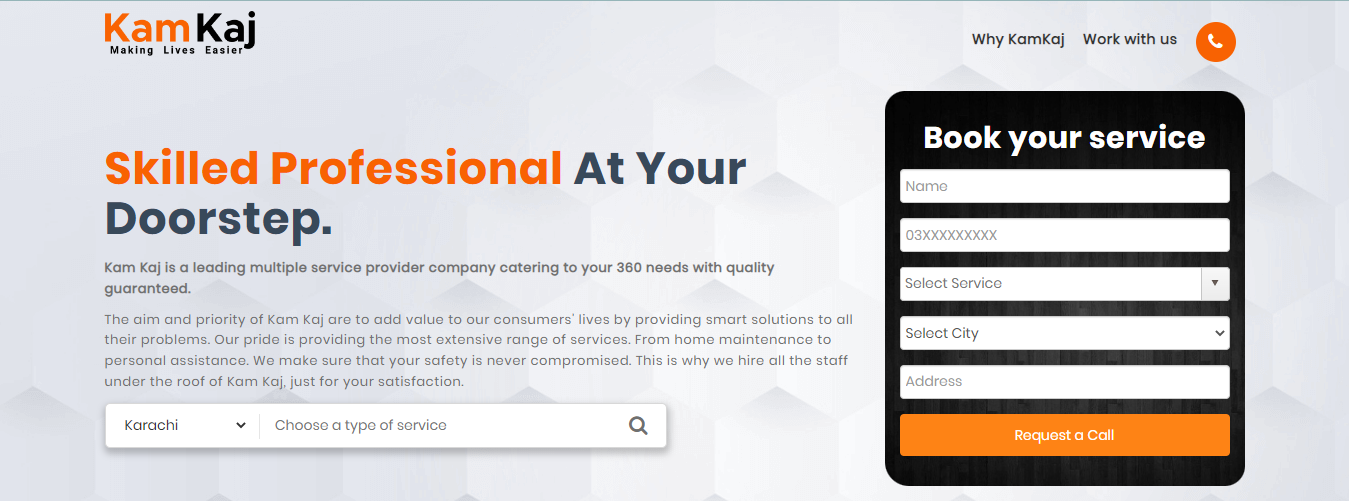 Kam Kaj
Making Lives Easier
Why KamKaj
Work with us
Skilled Professional At Your
Doorstep.
Kam Kaj is a leading multiple service provider company catering to your 360 needs with quality
guaranteed.
The aim and priority of Kam Kaj are to add value to our consumers' lives by providing smart solutions to all
their problems. Our pride is providing the most extensive range of services. From home maintenance to
personal assistance. We make sure that your safety is never compromised. This is why we hire all the staff
under the roof of Kam Kaj, just for your satisfaction.
Karachi
Choose a type of service
Book your service
Name
03XXXXXXXXX
Select Service
Select City
Address
Request a Call